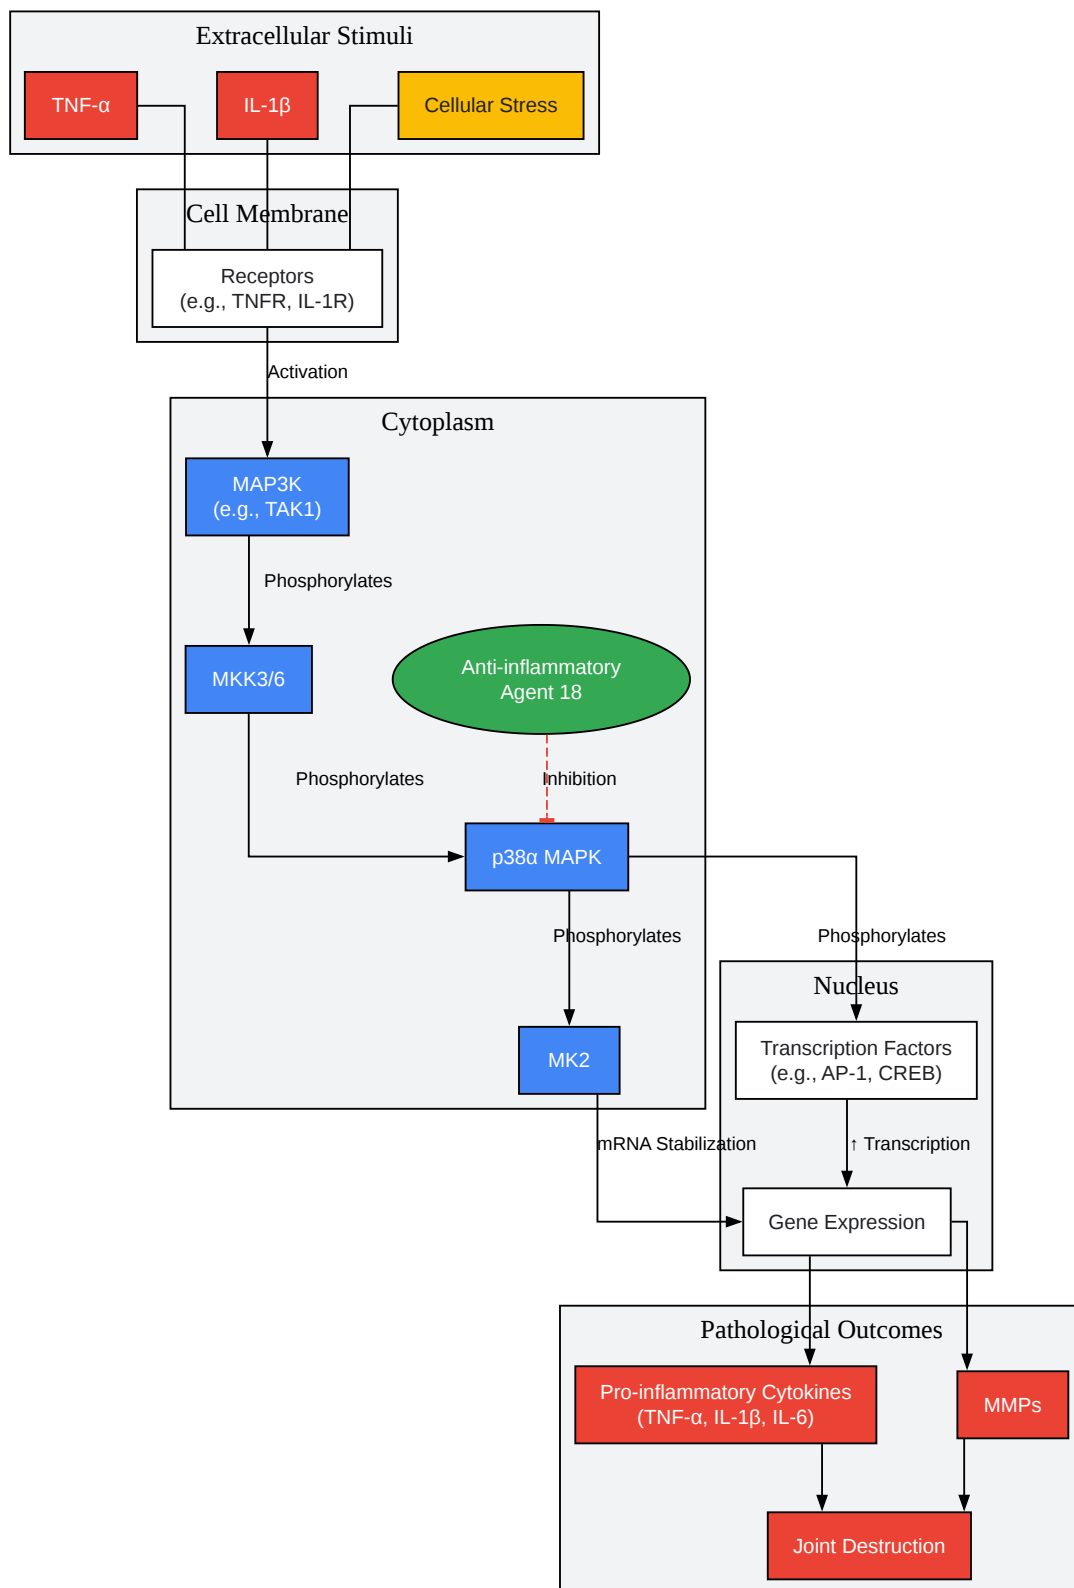 Extracellular Stimuli
TNF-α
IL-1β
Cellular Stress
Cell Membrane
Receptors
(e.g., TNFR, IL-1R)
Activation
Cytoplasm
MAP3K
(e.g., TAK1)
Phosphorylates
MKK3/6
Anti-inflammatory
Agent 18
Phosphorylates
Inhibition
p38α MAPK
Phosphorylates
Phosphorylates
Nucleus
MK2
Transcription Factors
(e.g., AP-1, CREB)
mRNA Stabilization
↑ Transcription
Gene Expression
Pathological Outcomes
Pro-inflammatory Cytokines
(TNF-α, IL-1β, IL-6)
MMPs
Joint Destruction